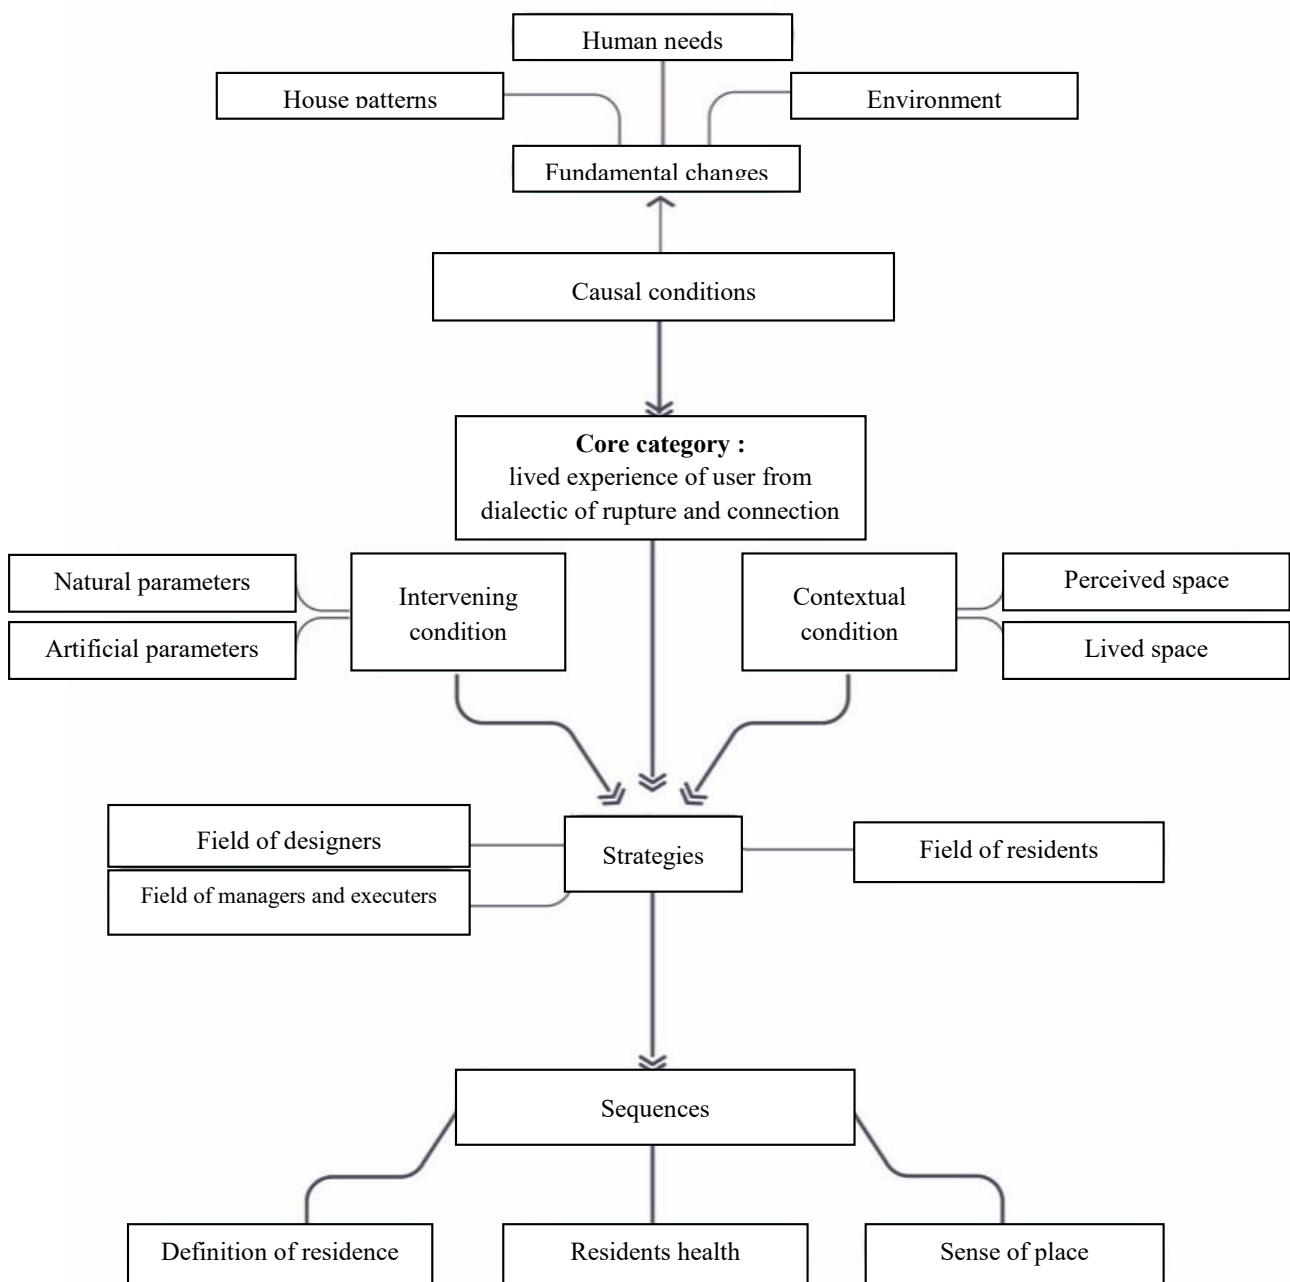 Human needs
House patterns
Environment
Fundamental changes
Causal conditions
Core category :
lived experience of user from
dialectic of rupture and connection
Natural parameters
Artificial parameters
Intervening
condition
Contextual
condition
Perceived space
Lived space
Field of designers
Field of managers and executers
Strategies
Field of residents
Sequences
Definition of residence
Residents health
Sense of place